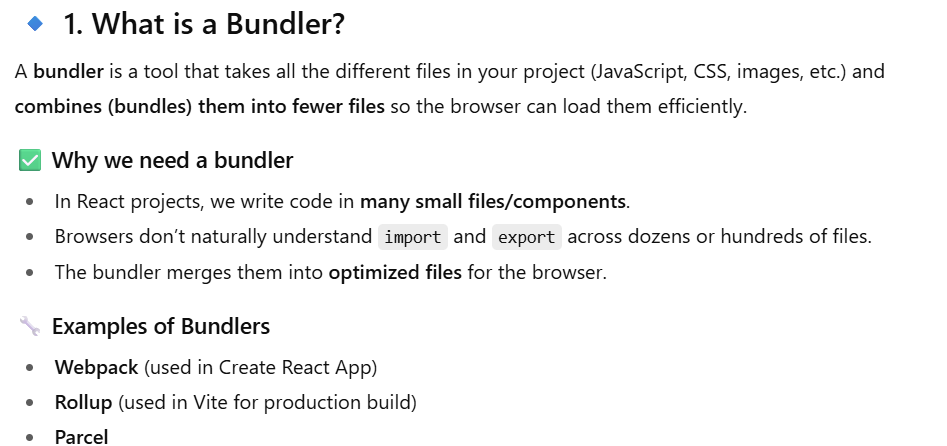 🔹 1. What is a Bundler?
A bundler is a tool that takes all the different files in your project (JavaScript, CSS, images, etc.) and
combines (bundles) them into fewer files so the browser can load them efficiently.
✅ Why we need a bundler
• In React projects, we write code in many small files/components.
• Browsers don’t naturally understand import and export across dozens or hundreds of files.
• The bundler merges them into optimized files for the browser.
🔧 Examples of Bundlers
• Webpack (used in Create React App)
• Rollup (used in Vite for production build)
• Parcel